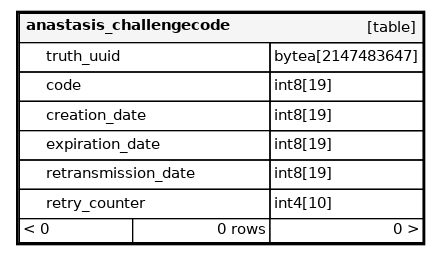 anastasis_challengecode [table]
truth_uuid bytea[2147483647]
code int8[19]
creation_date int8[19]
expiration_date int8[19]
retransmission_date int8[19]
retry_counter int4[10]
< 0 0 rows 0 >